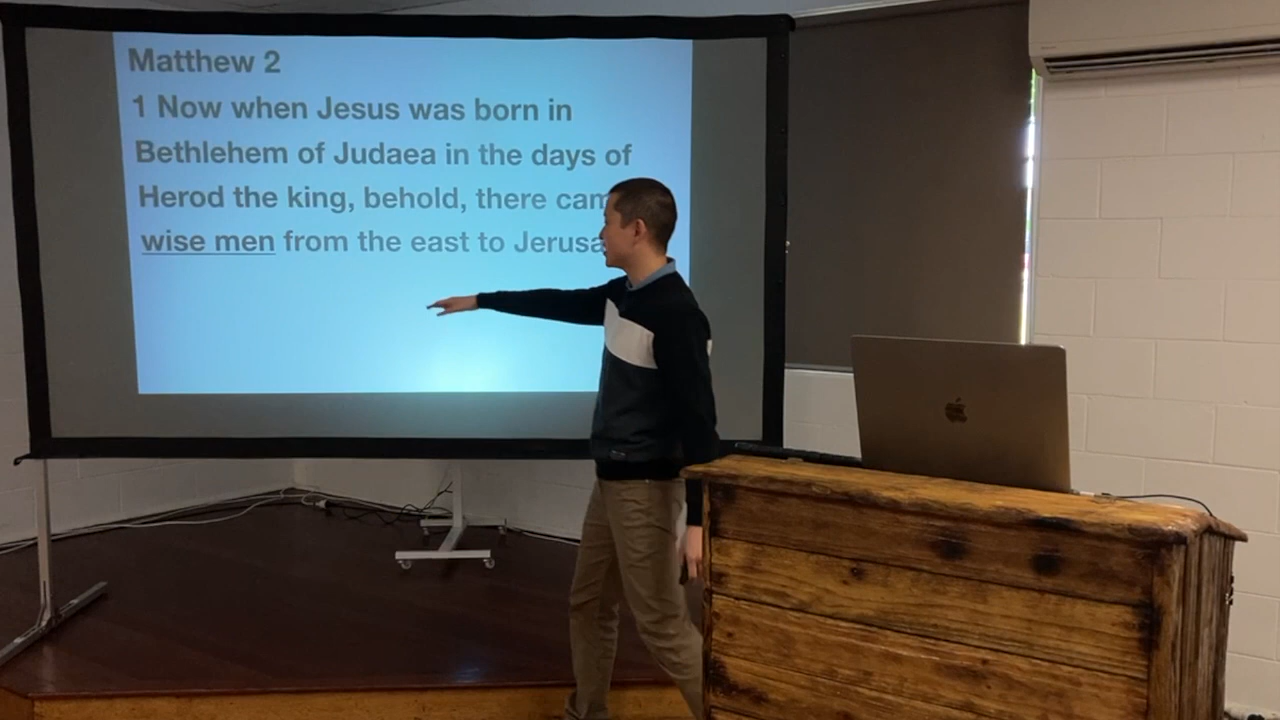 Matthew 2
1 Now when Jesus was born in
Bethlehem of Judaea in the days of
Herod the king, behold, there
wise men from the east to